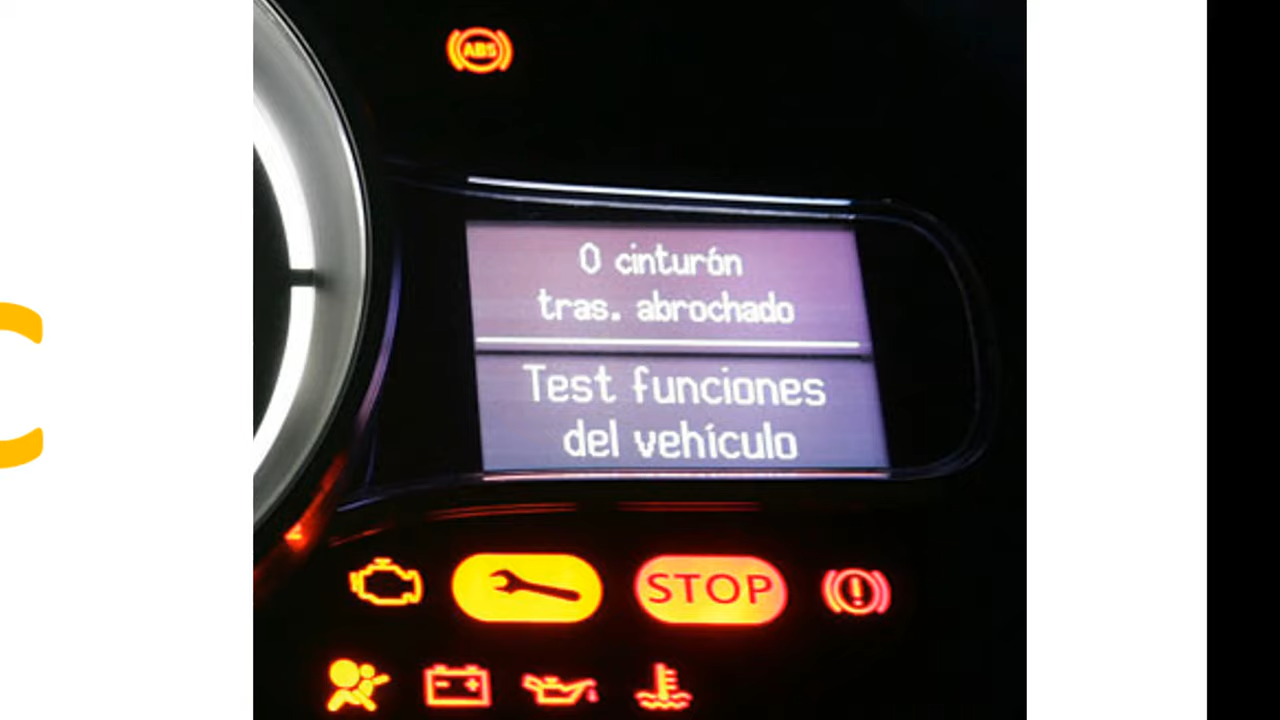 ABS
0 cinturón
tras. abrochado
Test funciones
del vehículo
STOP